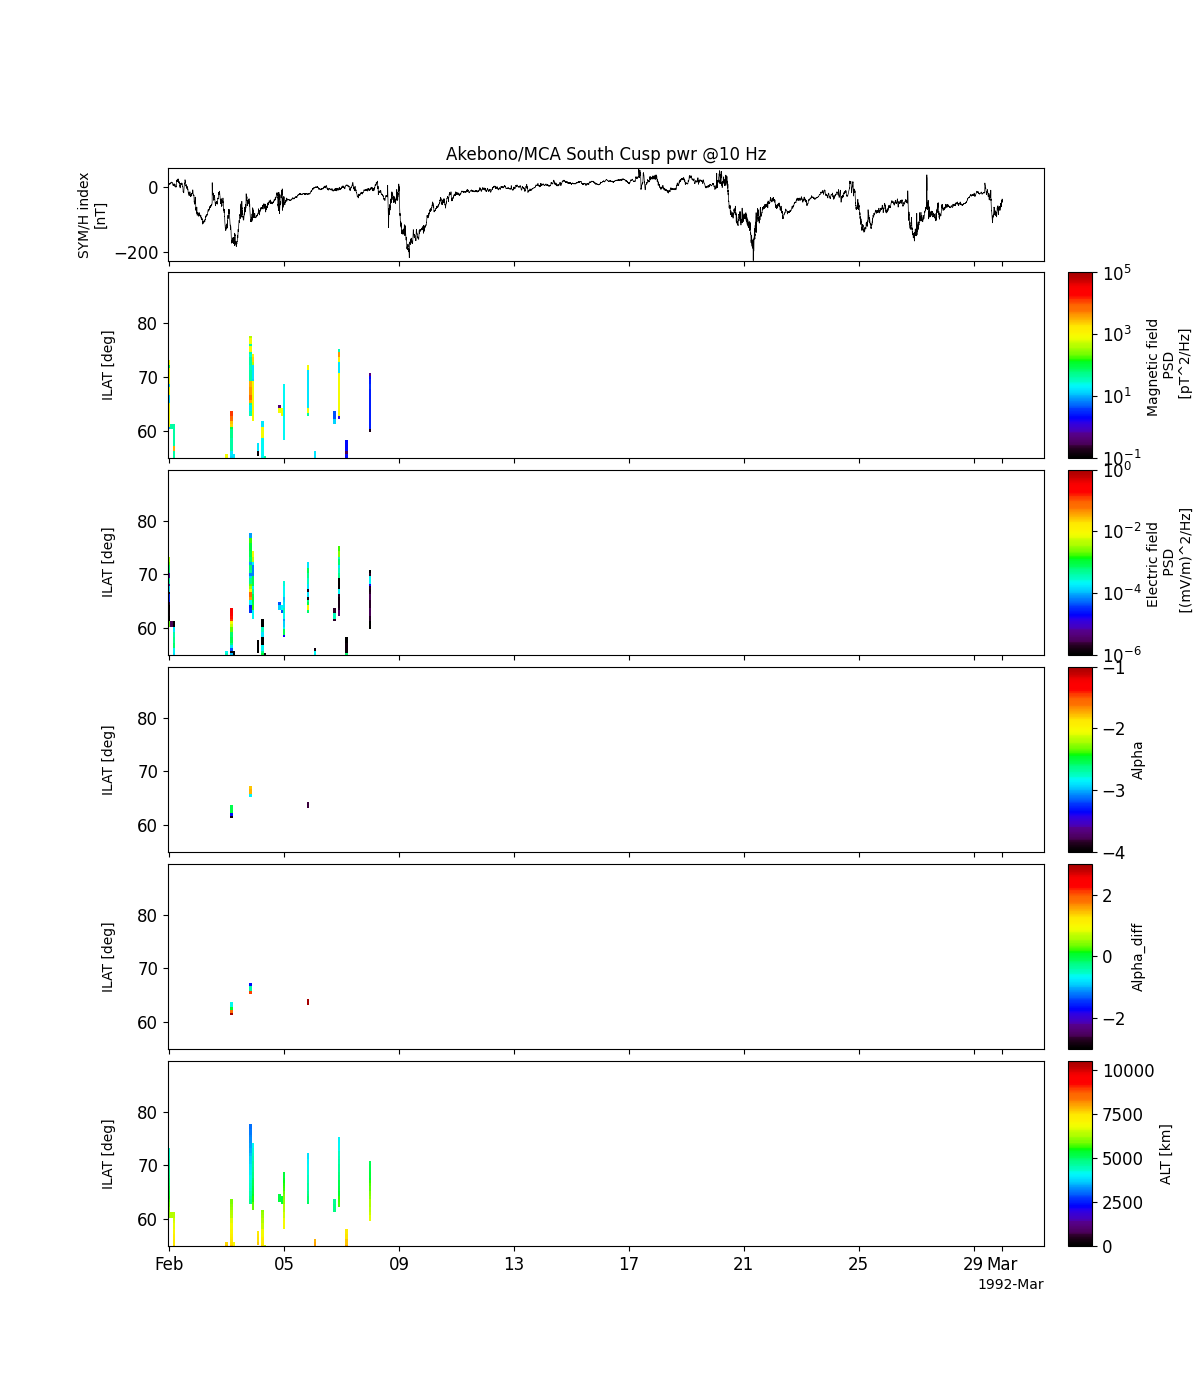 Akebono/MCA South Cusp pwr @10 Hz
SYM/H index
[nT]
0
−200
ILAT [deg]
80
70
60
10^5
10^3
10^1
10^−1
Magnetic field
PSD
[pT^2/Hz]
ILAT [deg]
80
70
60
10^0
10^−2
10^−4
10^−6
Electric field
PSD
[(mV/m)^2/Hz]
ILAT [deg]
80
70
60
−1
−2
−3
−4
Alpha
ILAT [deg]
80
70
60
2
0
−2
Alpha_diff
ILAT [deg]
80
70
60
10000
7500
5000
2500
0
ALT [km]
Feb 05 09 13 17 21 25 29 Mar
1992-Mar